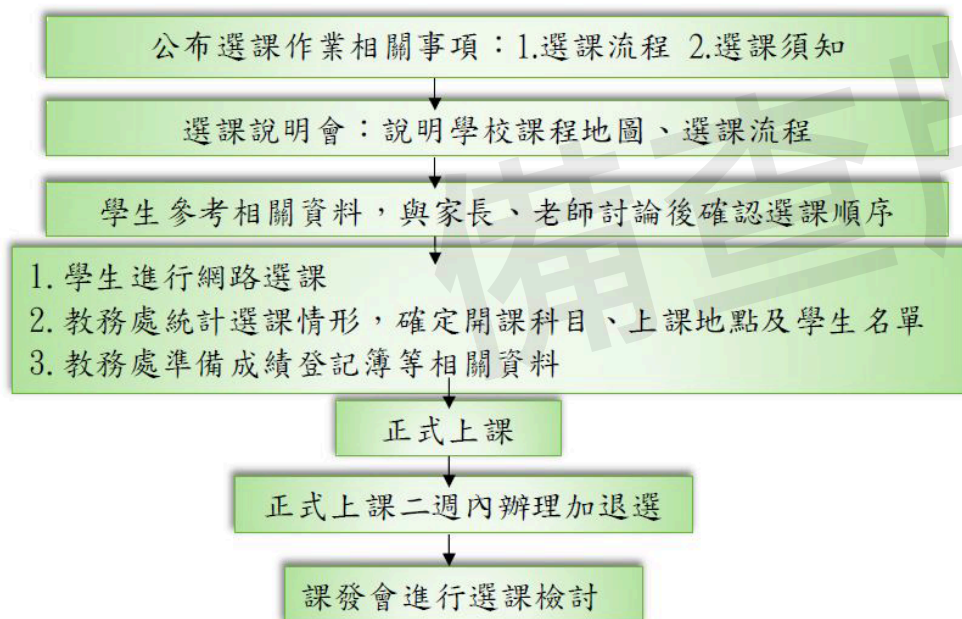 公布選課作業相關事項：1.選課流程 2.選課須知
選課說明會：說明學校課程地圖、選課流程
學生參考相關資料，與家長、老師討論後確認選課順序
1.學生進行網路選課
2.教務處統計選課情形，確定開課科目、上課地點及學生名單
3.教務處準備成績登記簿等相關資料
正式上課
正式上課二週內辦理加退選
課發會進行選課檢討
備查版